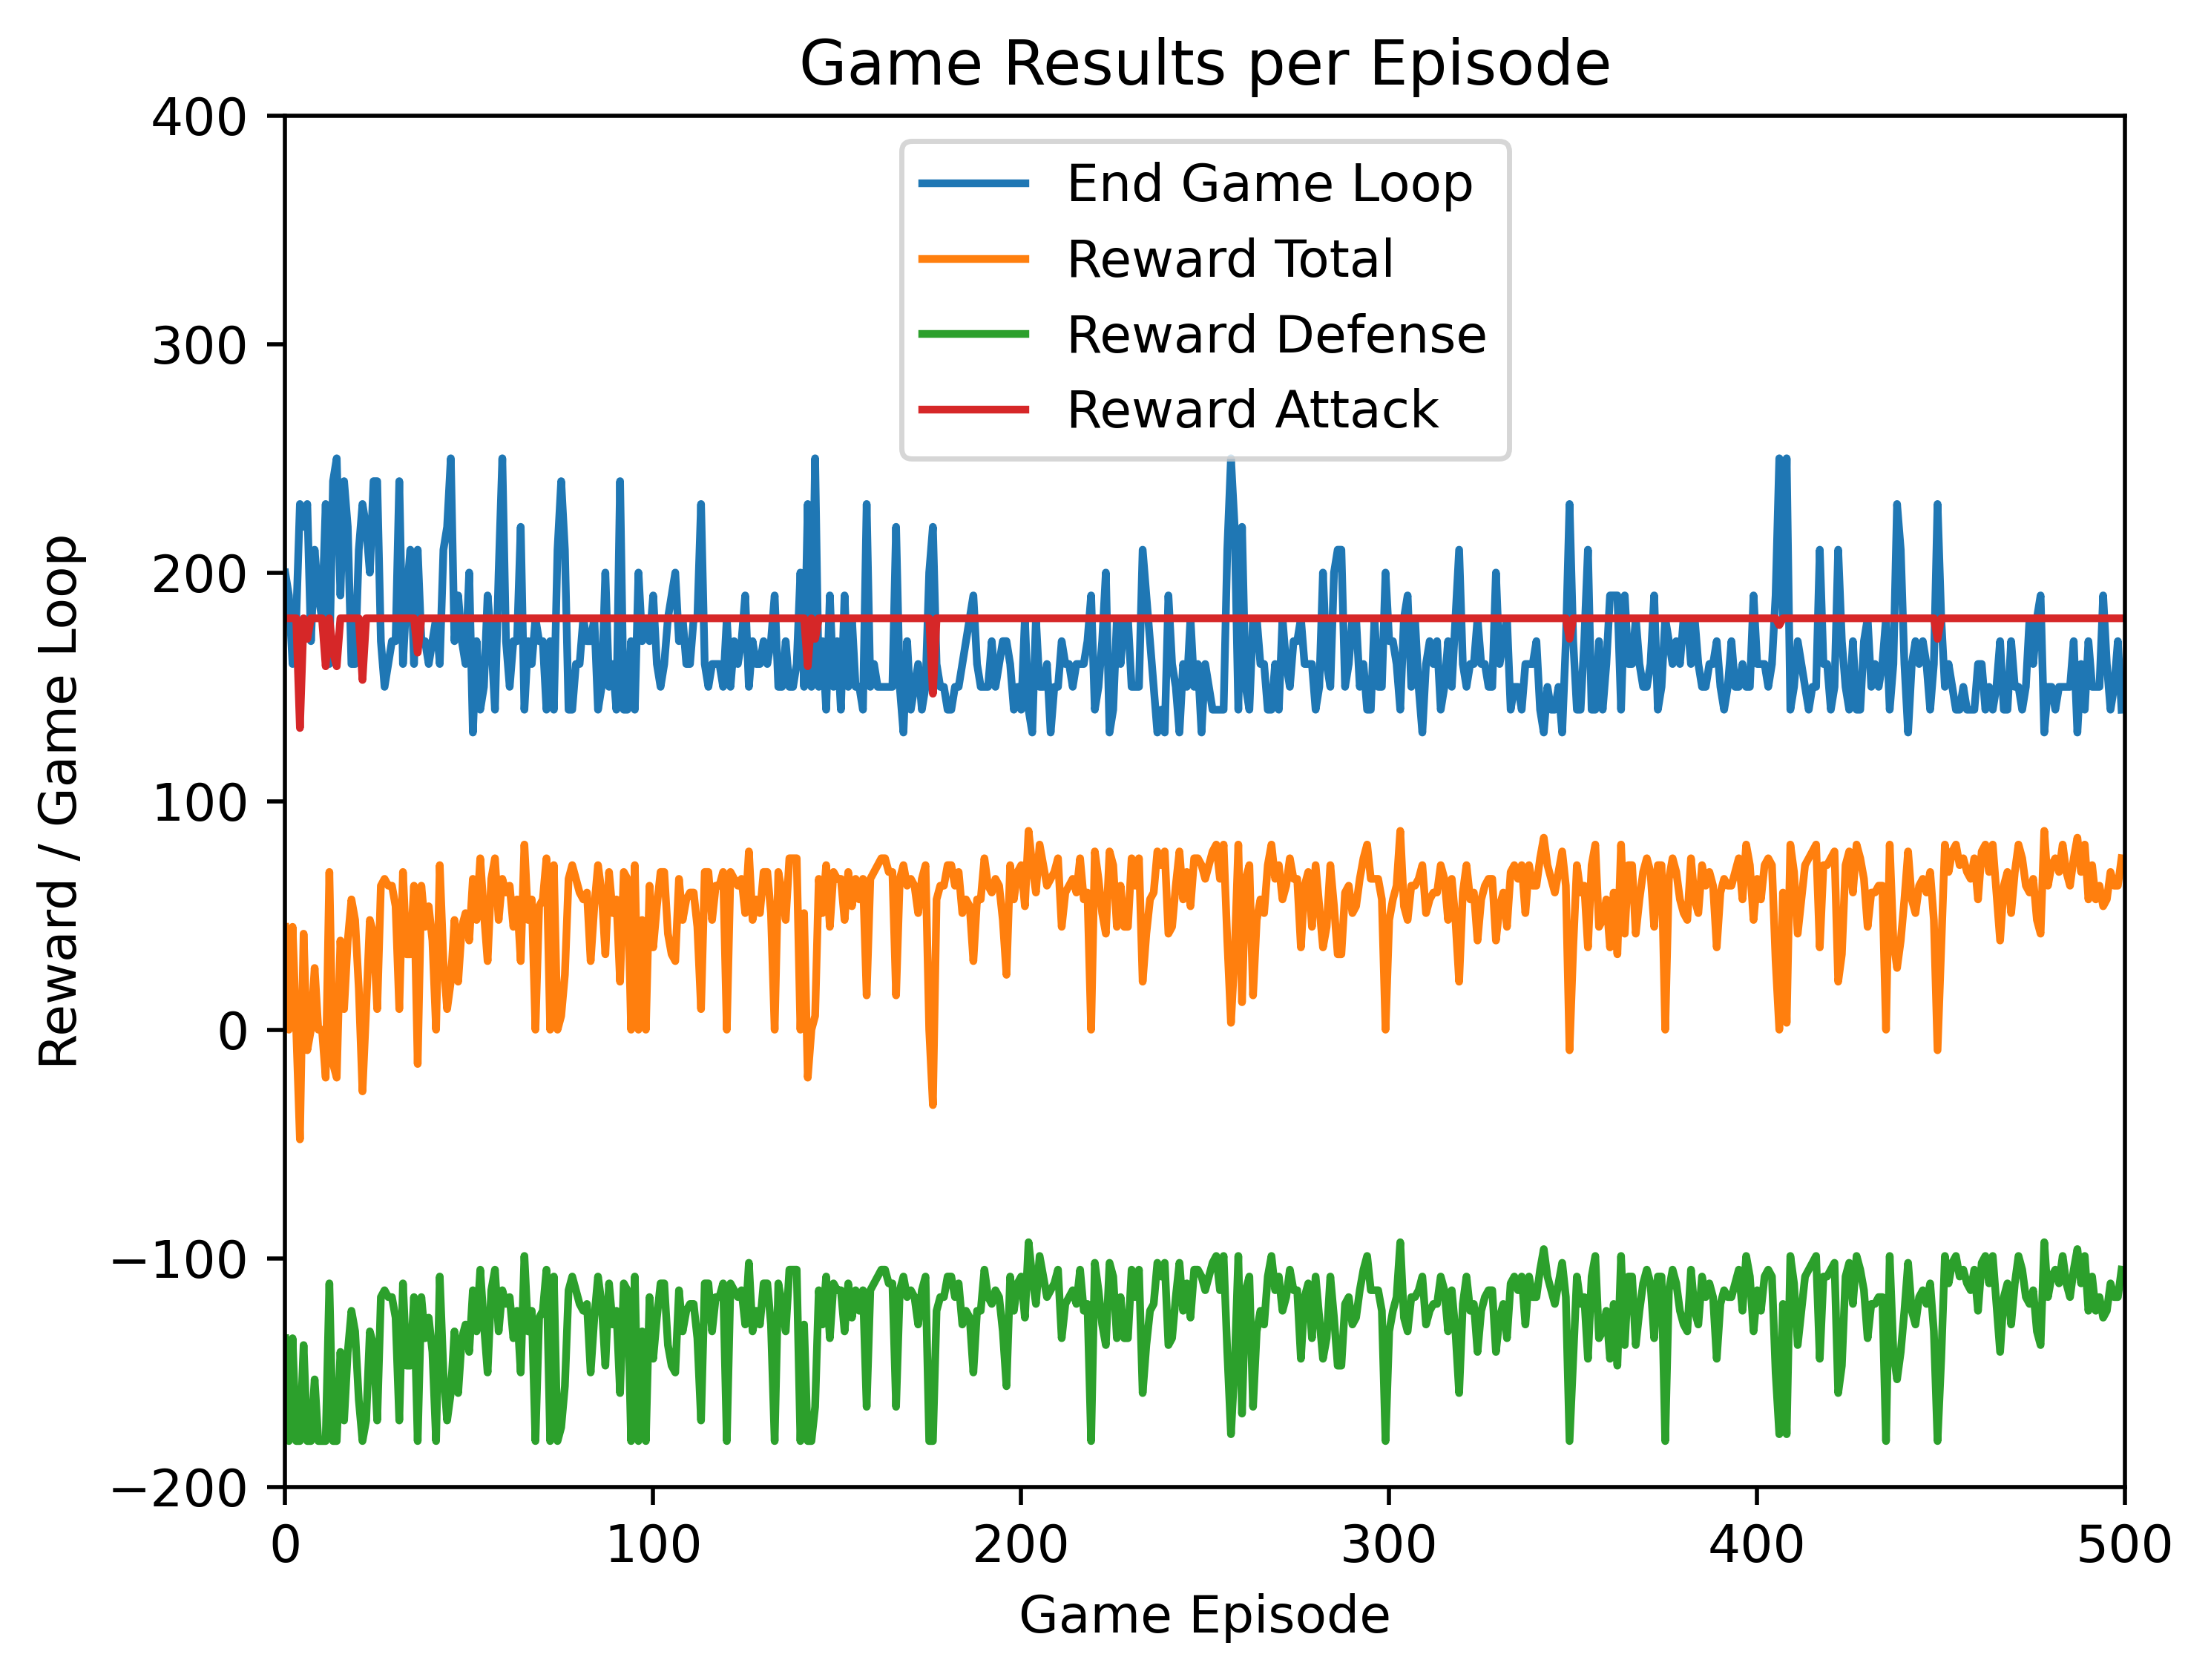 Game Results per Episode
400
300
200
100
0
−100
−200
Reward / Game Loop
End Game Loop
Reward Total
Reward Defense
Reward Attack
0 100 200 300 400 500
Game Episode